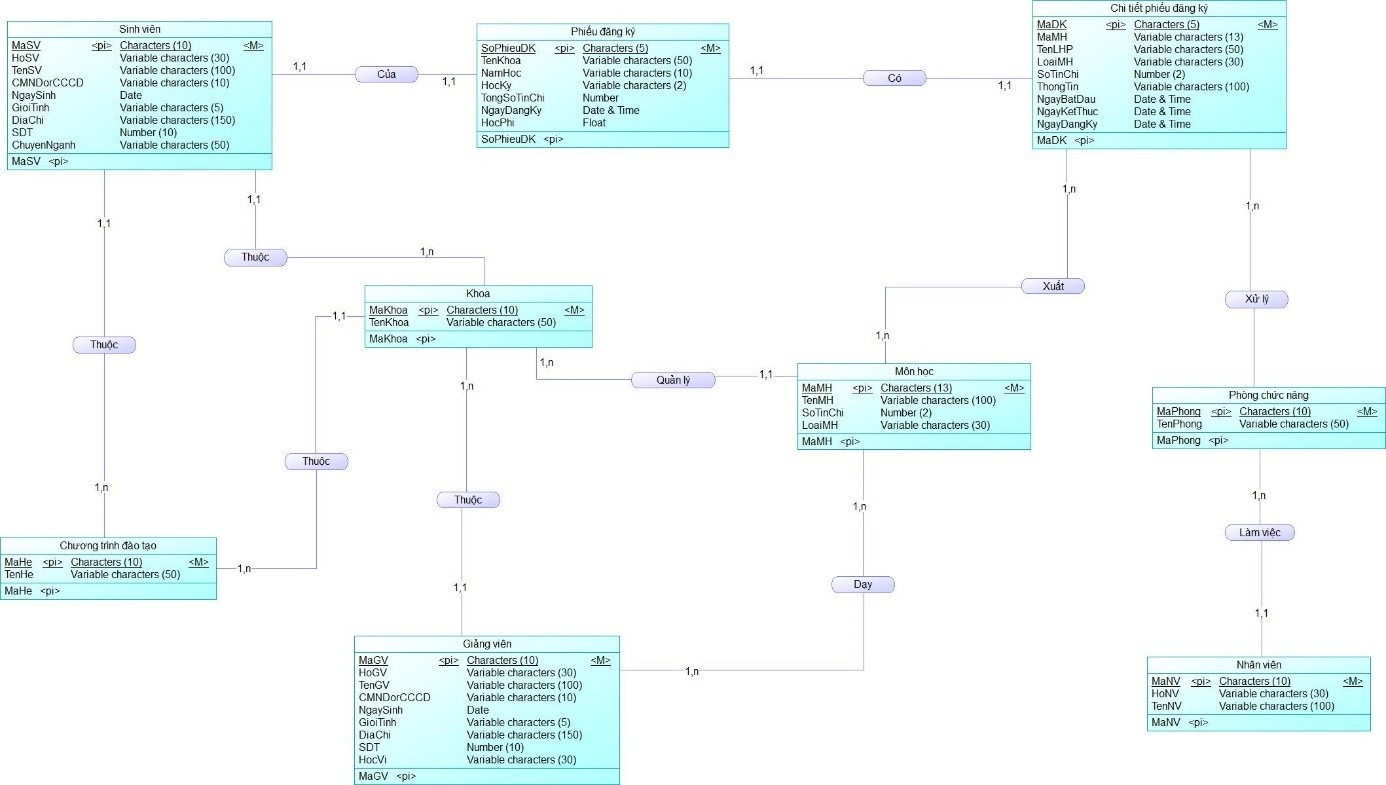 Sinh viên
MaSV <pi> Characters (10) <M>
HoSV Variable characters (30)
TenSV Variable characters (100)
CMNDorCCCD Variable characters (10)
NgaySinh Date
GioiTinh Variable characters (5)
DiaChi Variable characters (150)
SDT Number (10)
ChuyenNganh Variable characters (50)
MaSV <pi>
1,1
Của
1,1
Phiếu đăng ký
SoPhieuDK <pi> Characters (5) <M>
TenKhoa Variable characters (50)
NamHoc Variable characters (10)
HocKy Variable characters (2)
TongSoTinChi Number
NgayDangKy Date & Time
HocPhi Float
SoPhieuDK <pi>
1,1
Có
1,1
Chi tiết phiếu đăng ký
MaDK <pi> Characters (5) <M>
MaMH Variable characters (13)
TenLHP Variable characters (50)
LoaiMH Variable characters (30)
SoTinChi Number (2)
ThongTin Variable characters (100)
NgayBatDau Date & Time
NgayKetThuc Date & Time
NgayDangKy Date & Time
MaDK <pi>
1,1
Thuộc
1,n
1,1
Thuộc
1,n
1,n
Xuất
1,n
1,n
Xử lý
Khoa
MaKhoa <pi> Characters (10) <M>
TenKhoa Variable characters (50)
MaKhoa <pi>
1,1
Thuộc
1,n
1,n
Thuộc
1,1
1,n
Quản lý
1,1
Môn học
MaMH <pi> Characters (13) <M>
TenMH Variable characters (100)
SoTinChi Number (2)
LoaiMH Variable characters (30)
MaMH <pi>
1,n
Dạy
1,n
Phòng chức năng
MaPhong <pi> Characters (10) <M>
TenPhong Variable characters (50)
MaPhong <pi>
1,n
Làm việc
1,1
Chương trình đào tạo
MaHe <pi> Characters (10) <M>
TenHe Variable characters (50)
MaHe <pi>
Giảng viên
MaGV <pi> Characters (10) <M>
HoGV Variable characters (30)
TenGV Variable characters (100)
CMNDorCCCD Variable characters (10)
NgaySinh Date
GioiTinh Variable characters (5)
DiaChi Variable characters (150)
SDT Number (10)
HocVi Variable characters (30)
MaGV <pi>
Nhân viên
MaNV <pi> Characters (10) <M>
HoNV Variable characters (30)
TenNV Variable characters (100)
MaNV <pi>